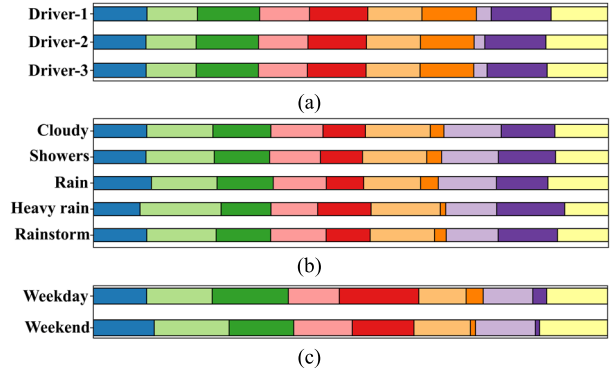 Driver-1
Driver-2
Driver-3
(a)
Cloudy
Showers
Rain
Heavy rain
Rainstorm
(b)
Weekday
Weekend
(c)